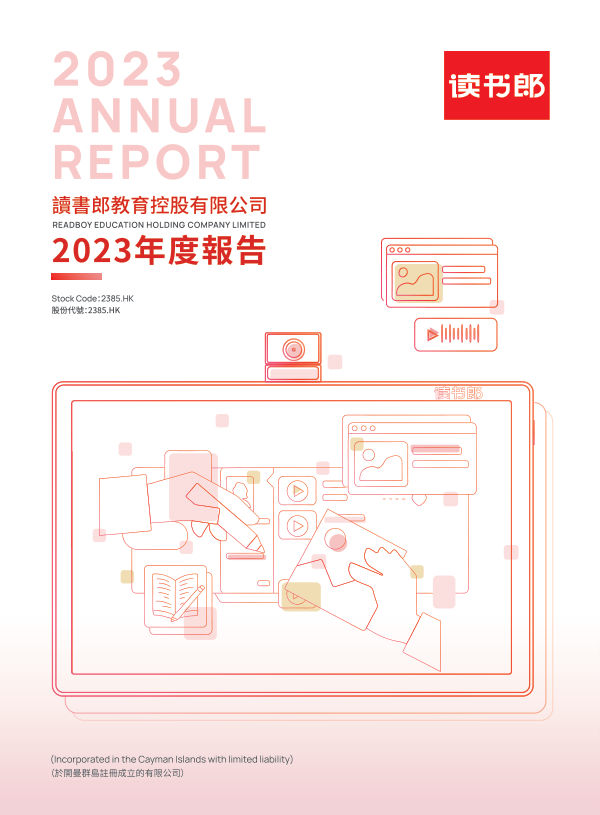 2023
ANNUAL
REPORT
读书郎
讀書郎教育控股有限公司
READBOY EDUCATION HOLDING COMPANY LIMITED
2023年度報告
Stock Code：2385.HK
股份代號：2385.HK
读书郎
(Incorporated in the Cayman Islands with limited liability)
（於開曼群島註冊成立的有限公司）